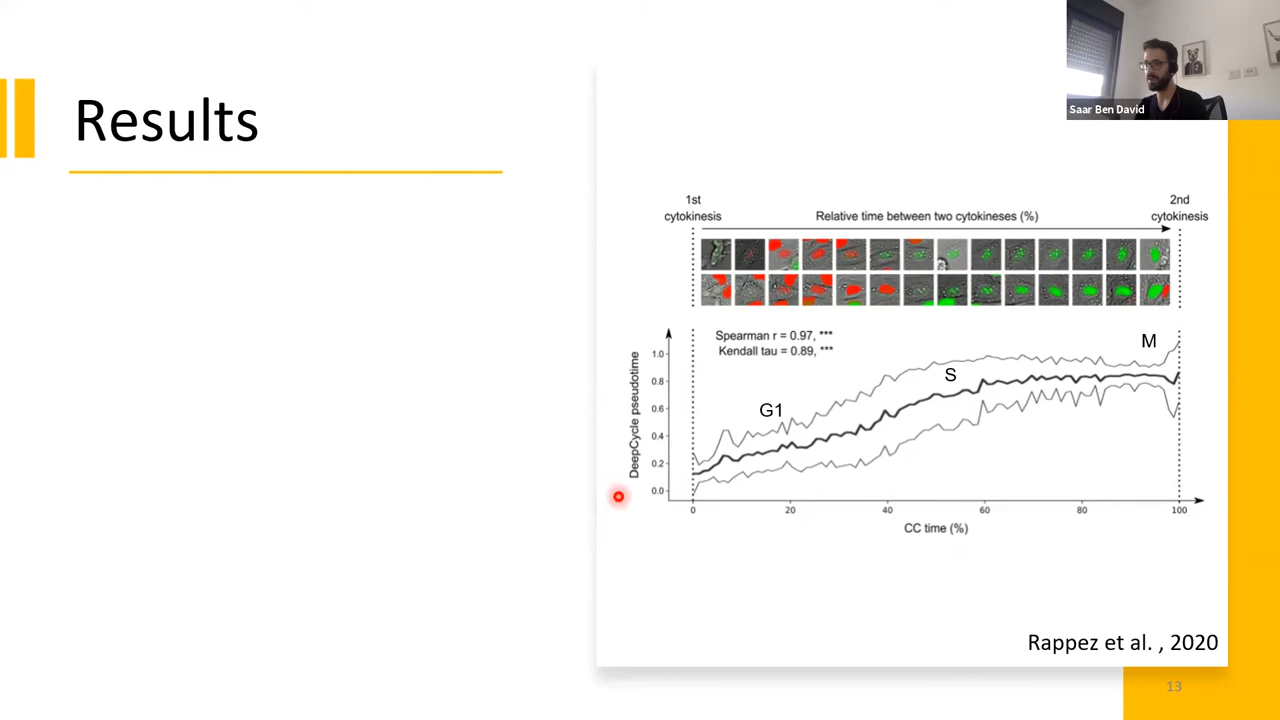 Saar Ben David
Results
1st
cytokinesis
Relative time between two cytokineses (%)
2nd
cytokinesis
Spearman r = 0.97, ***
Kendall tau = 0.89, ***
M
S
G1
DeepCycle pseudotime
1.0
0.8
0.6
0.4
0.2
0.0
0
20
40
60
80
100
CC time (%)
Rappez et al. , 2020
13